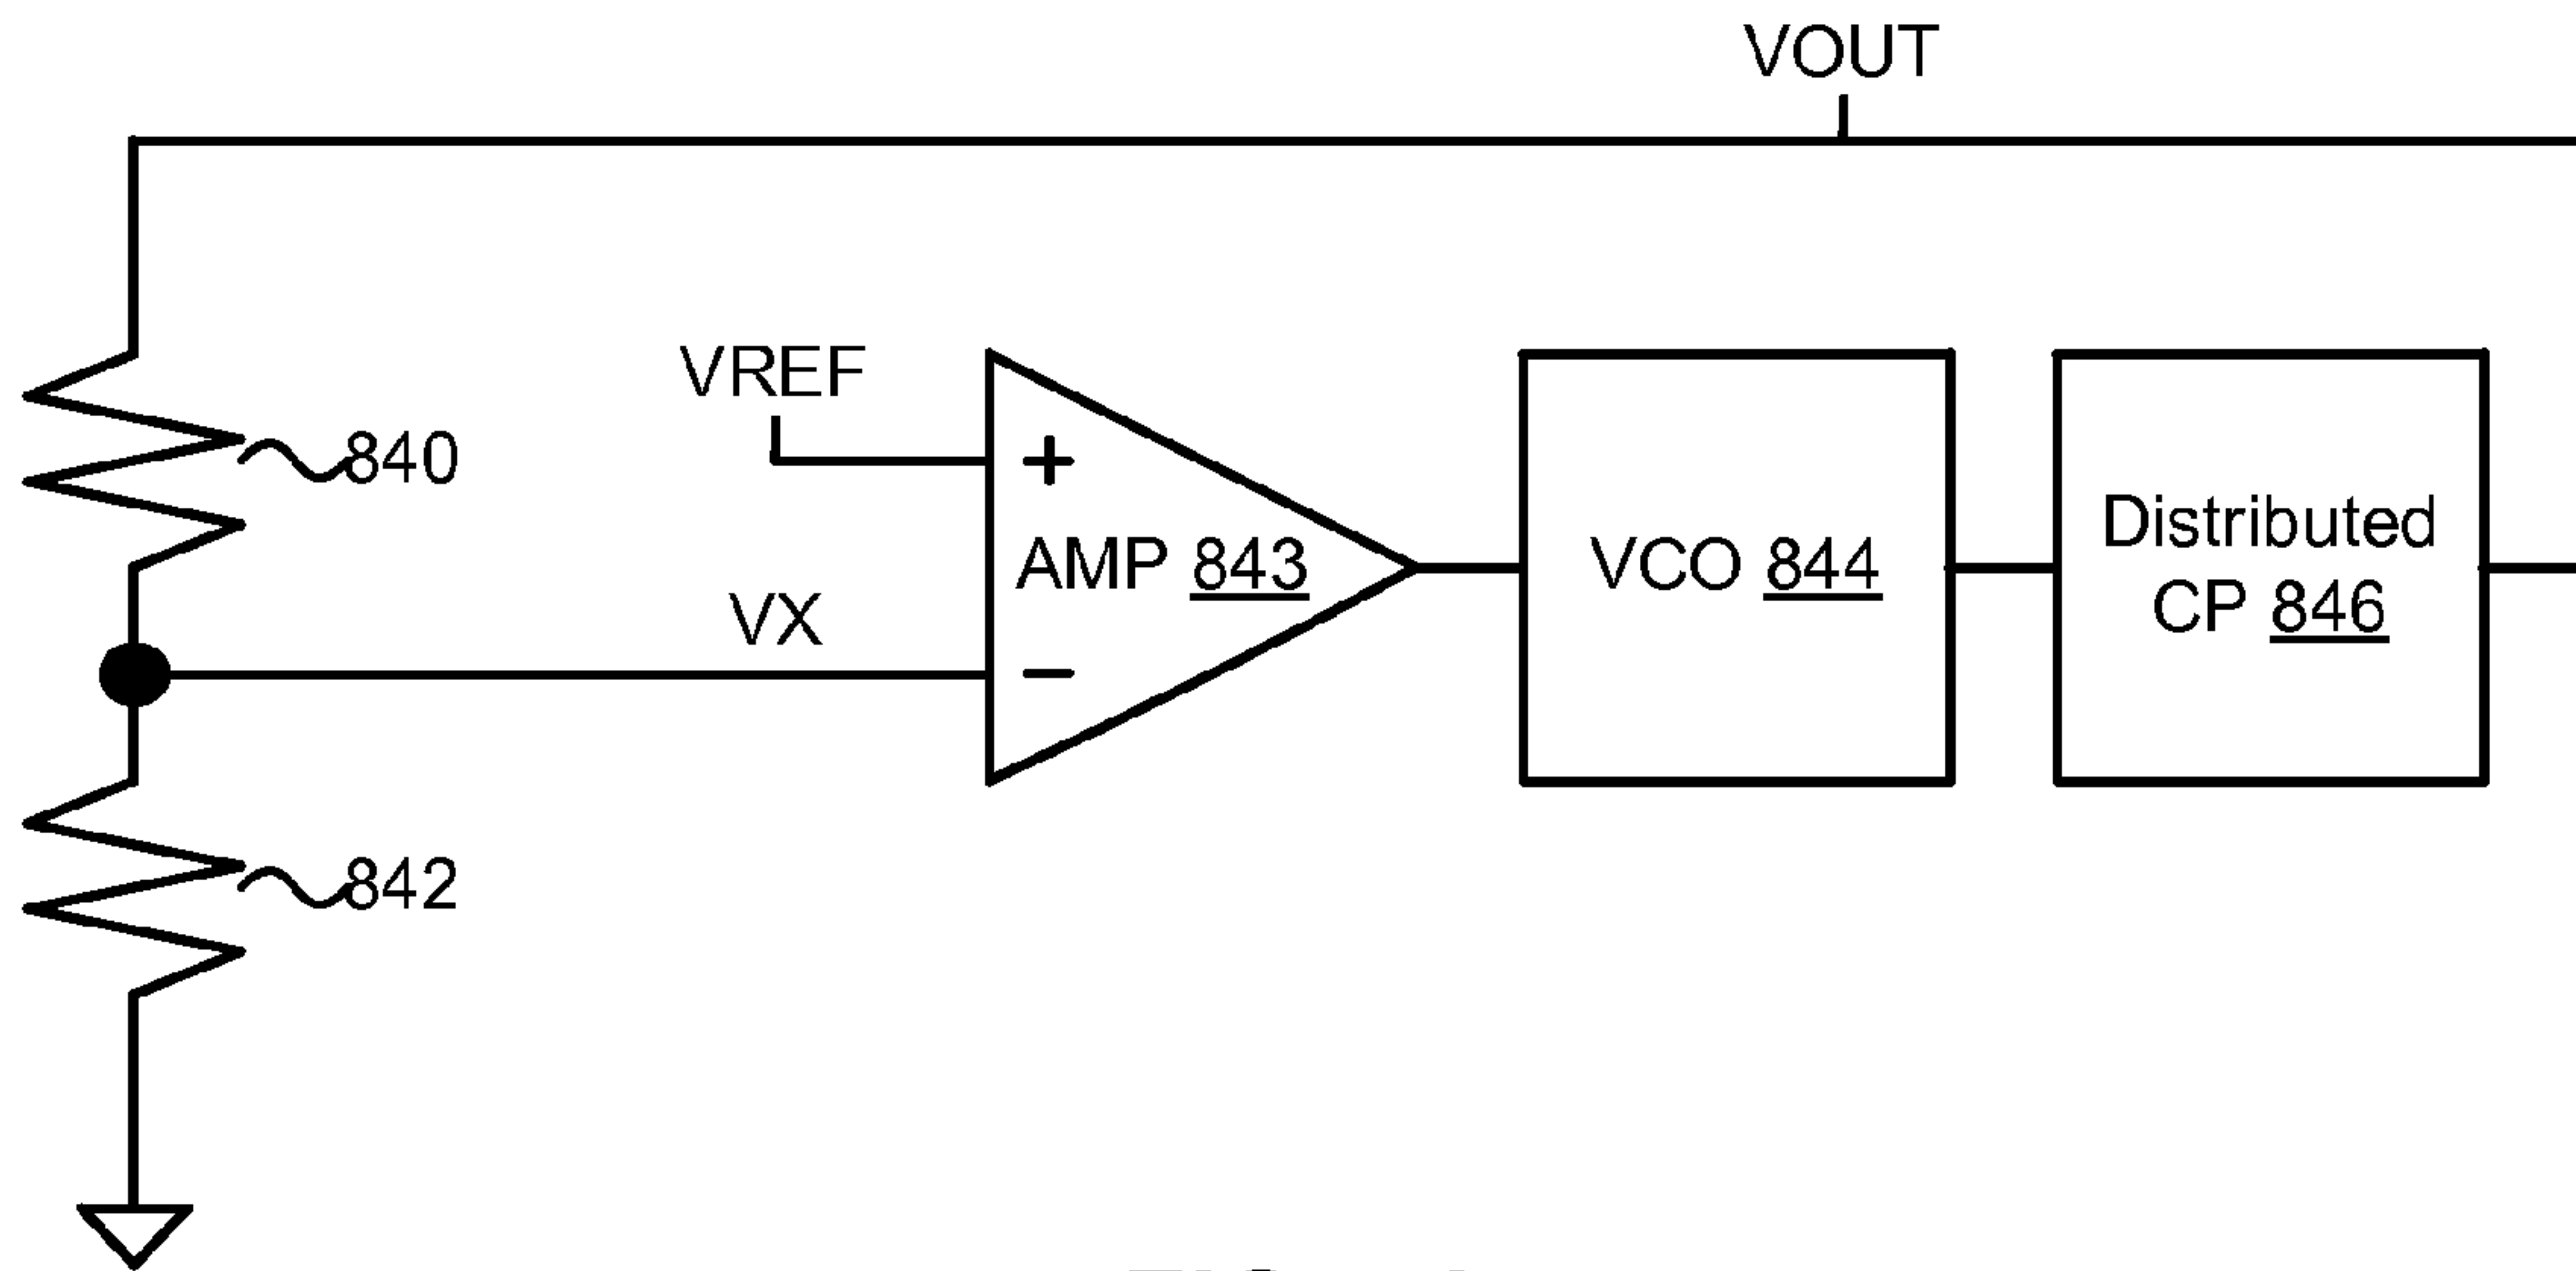 VOUT
VREF
840
+
AMP 843
VCO 844
Distributed
CP 846
VX
−
842